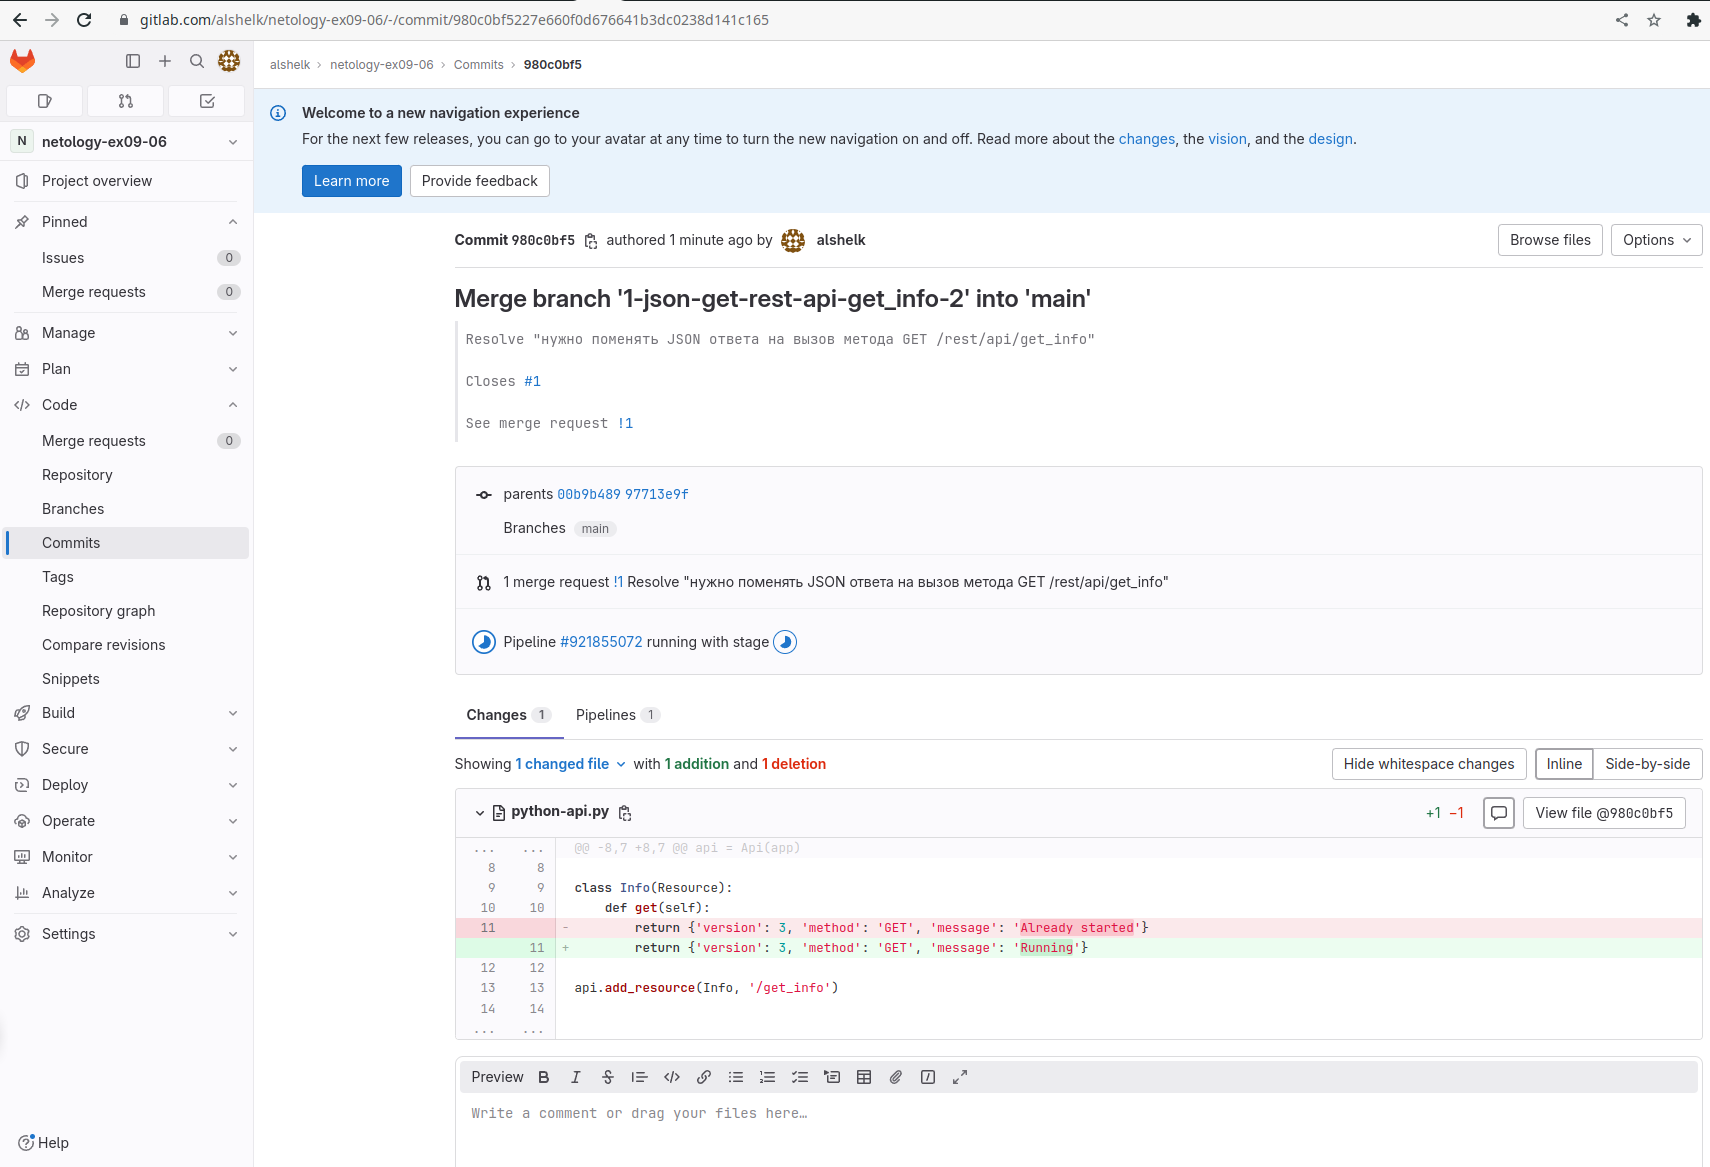 gitlab.com/alshelk/netology-ex09-06/-/commit/980c0bf5227e660f0d676641b3dc0238d141c165
alshelk › netology-ex09-06 › Commits › 980c0bf5
N netology-ex09-06
Project overview
Pinned
Issues 0
Merge requests 0
Manage
Plan
Code
Merge requests 0
Repository
Branches
Commits
Tags
Repository graph
Compare revisions
Snippets
Build
Secure
Deploy
Operate
Monitor
Analyze
Settings
Help
Welcome to a new navigation experience
For the next few releases, you can go to your avatar at any time to turn the new navigation on and off. Read more about the changes, the vision, and the design.
Learn more Provide feedback
Commit 980c0bf5 authored 1 minute ago by alshelk Browse files Options
Merge branch '1-json-get-rest-api-get_info-2' into 'main'
Resolve "нужно поменять JSON ответа на вызов метода GET /rest/api/get_info"
Closes #1
See merge request !1
parents 00b9b489 97713e9f
Branches main
1 merge request !1 Resolve "нужно поменять JSON ответа на вызов метода GET /rest/api/get_info"
Pipeline #921855072 running with stage
Changes 1 Pipelines 1
Showing 1 changed file with 1 addition and 1 deletion Hide whitespace changes Inline Side-by-side
python-api.py +1 −1 View file @980c0bf5
... ... @@ -8,7 +8,7 @@ api = Api(app)
8 8
9 9 class Info(Resource):
10 10 def get(self):
11 - return {'version': 3, 'method': 'GET', 'message': 'Already started'}
11 + return {'version': 3, 'method': 'GET', 'message': 'Running'}
12 12
13 13 api.add_resource(Info, '/get_info')
14 14
... ...
Preview
Write a comment or drag your files here…